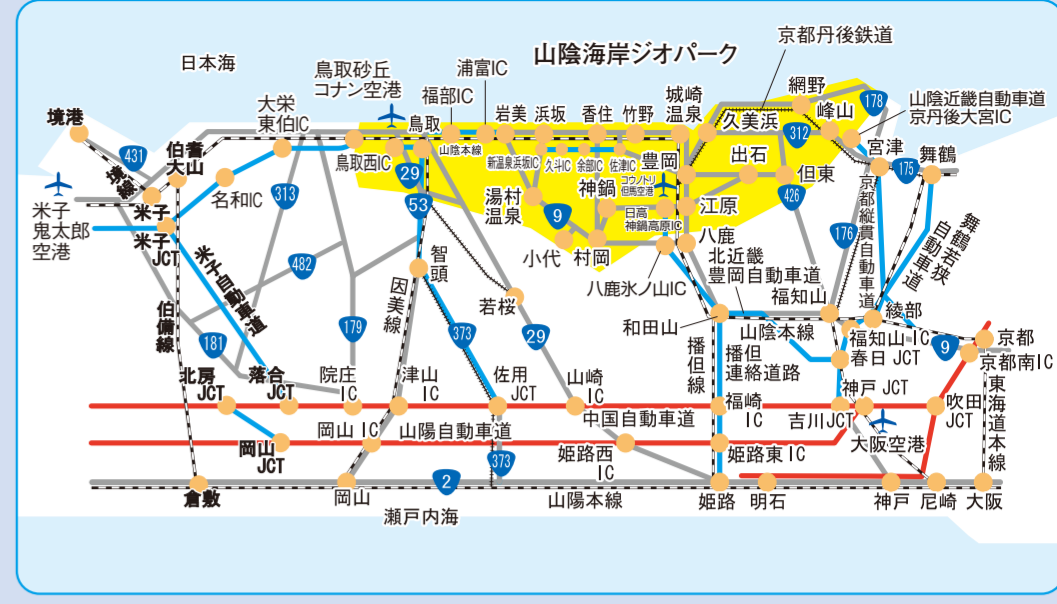 京都丹後鉄道
山陰海岸ジオパーク
日本海
鳥取砂丘
コナン空港
浦富IC
福部IC
大栄
東伯IC
鳥取
岩美
浜坂
香住
竹野
城崎
温泉
久美浜
網野
峰山
178
山陰近畿自動車道
京丹後大宮IC
境港
431
境線
伯耆
大山
米子
米子
JCT
米子
鬼太郎
空港
名和IC
313
鳥取西IC
29
53
山陰本線
新温泉浜坂IC
久斗IC
余部IC
佐津IC
豊岡
コウノトリ
但馬空港
312
出石
但東
宮津
175
舞鶴
湯村
温泉
9
神鍋
日高
神鍋高原IC
江原
426
京都縦貫自動車道
176
舞鶴若狭
自動車道
小代
村岡
八鹿
八鹿氷ノ山IC
北近畿
豊岡自動車道
福知山
482
米子自動車道
智頭
因美線
若桜
和田山
山陰本線
綾部
福知山IC
9
京都
京都南IC
春日JCT
伯備線
181
179
373
29
播但線
播但
連絡道路
神戸JCT
東海道本線
北房
JCT
落合
JCT
院庄
IC
津山
IC
佐用
JCT
山崎
IC
中国自動車道
福崎
IC
吉川JCT
吹田
JCT
大阪空港
岡山
JCT
岡山IC
山陽自動車道
373
姫路西
IC
姫路東IC
倉敷
岡山
2
山陽本線
姫路
明石
神戸
尼崎
大阪
瀬戸内海